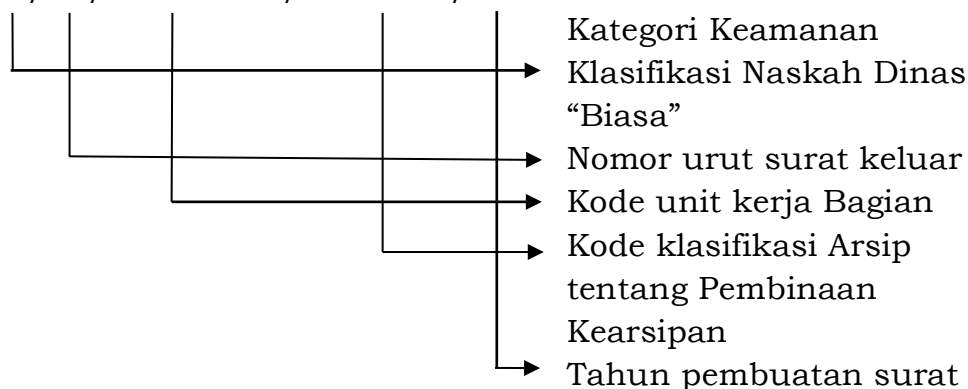 Kategori Keamanan
Klasifikasi Naskah Dinas
“Biasa”
Nomor urut surat keluar
Kode unit kerja Bagian
Kode klasifikasi Arsip
tentang Pembinaan
Kearsipan
Tahun pembuatan surat